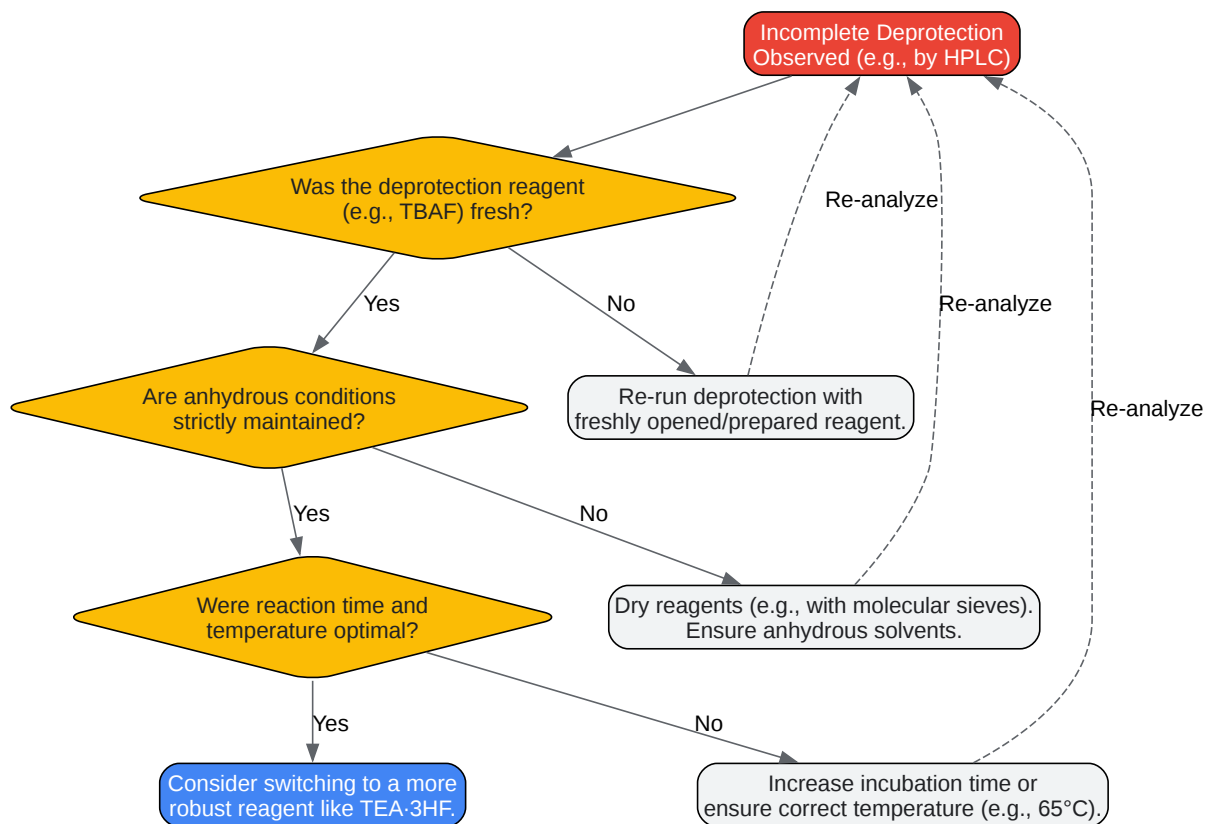 Incomplete Deprotection
Observed (e.g., by HPLC)
Was the deprotection reagent
(e.g., TBAF) fresh?
Re-analyze
Yes
No
Re-analyze
Are anhydrous conditions
strictly maintained?
Re-run deprotection with
freshly opened/prepared reagent.
Re-analyze
Yes
No
Were reaction time and
temperature optimal?
Dry reagents (e.g., with molecular sieves).
Ensure anhydrous solvents.
Yes
No
Consider switching to a more
robust reagent like TEA·3HF.
Increase incubation time or
ensure correct temperature (e.g., 65°C).